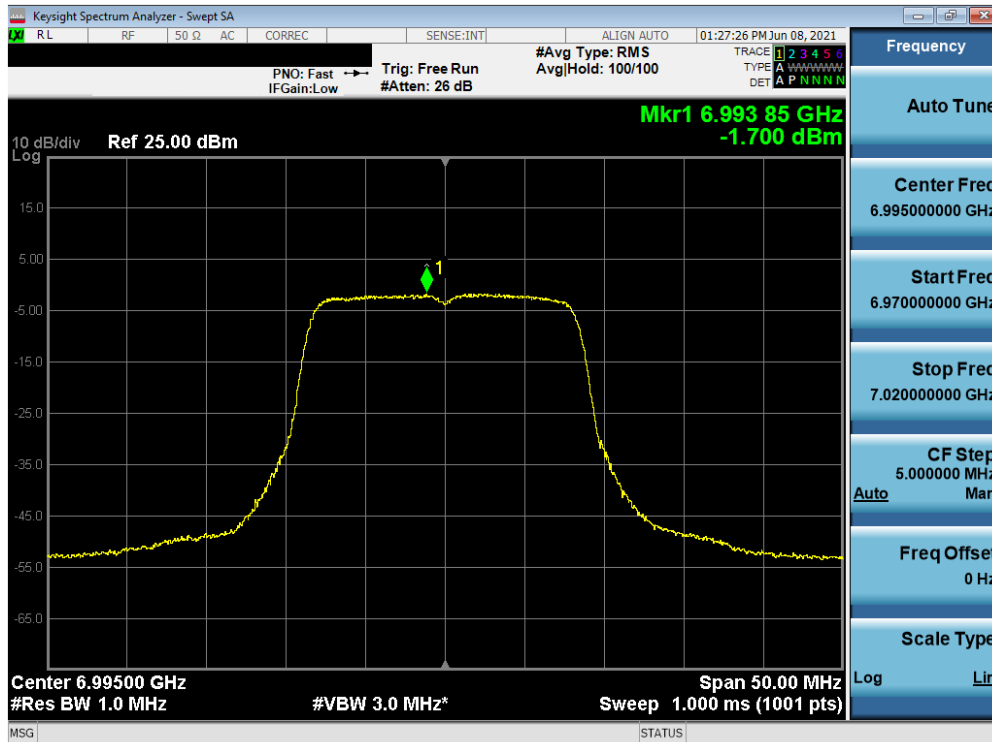 Keysight Spectrum Analyzer - Swept SA
LXI RL RF 50 Ω AC CORREC SENSE:INT ALIGN AUTO 01:27:26 PM Jun 08, 2021
Frequency
PNO: Fast
IFGain:Low
Trig: Free Run
#Atten: 26 dB
#Avg Type: RMS
Avg|Hold: 100/100
TRACE 1 2 3 4 5 6
TYPE A WWWWW
DET A P N N N N
Auto Tune
Mkr1 6.993 85 GHz
-1.700 dBm
10 dB/div Ref 25.00 dBm
Log
15.0
5.00
-5.00
-15.0
-25.0
-35.0
-45.0
-55.0
-65.0
1
Center Freq
6.995000000 GHz
Start Freq
6.970000000 GHz
Stop Freq
7.020000000 GHz
CF Step
5.000000 MHz
Auto Man
Freq Offset
0 Hz
Scale Type
Log Lin
Center 6.99500 GHz Span 50.00 MHz
#Res BW 1.0 MHz #VBW 3.0 MHz* Sweep 1.000 ms (1001 pts)
MSG STATUS